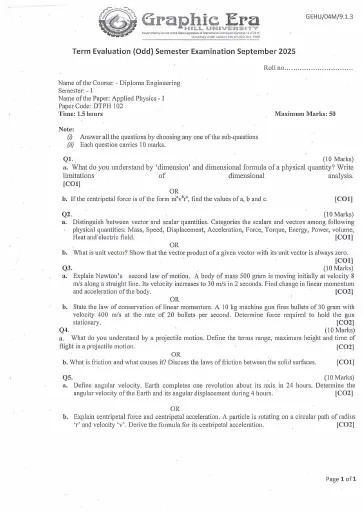 GEHU/04M/9.1.3
Graphic Era
HILL UNIVERSITY
Term Evaluation (Odd) Semester Examination September 2025
Roll no..............................
Name of the Course: - Diploma Engineering
Semester: - I
Name of the Paper: Applied Physics - I
Paper Code: DTPH 102
Time: 1.5 hours Maximum Marks: 50
Note:
(i) Answer all the questions by choosing any one of the sub-questions
(ii) Each question carries 10 marks.
Q1. (10 Marks)
a. What do you understand by 'dimension' and dimensional formula of a physical quantity? Write
limitations of dimensional analysis.
[CO1]
OR
b. If the centripetal force is of the form mᵃvᵇrᶜ, find the values of a, b and c. [CO1]
Q2. (10 Marks)
a. Distinguish between vector and scalar quantities. Categories the scalars and vectors among following
physical quantities: Mass, Speed, Displacement, Acceleration, Force, Torque, Energy, Power, volume,
Heat and electric field. [CO1]
OR
b. What is unit vector? Show that the vector product of a given vector with its unit vector is always zero.
[CO1]
Q3. (10 Marks)
a. Explain Newton's second law of motion. A body of mass 500 gram is moving initially at velocity 8
m/s along a straight line. Its velocity increases to 30 m/s in 2 seconds. Find change in linear momentum
and acceleration of the body. [CO2]
OR
b. State the law of conservation of linear momentum. A 10 kg machine gun fires bullets of 30 gram with
velocity 400 m/s at the rate of 20 bullets per second. Determine force required to hold the gun
stationary. [CO2]
Q4. (10 Marks)
a. What do you understand by a projectile motion. Define the terms range, maximum height and time of
flight in a projectile motion. [CO2]
OR
b. What is friction and what causes it? Discuss the laws of friction between the solid surfaces. [CO1]
Q5. (10 Marks)
a. Define angular velocity. Earth completes one revolution about its axis in 24 hours. Determine the
angular velocity of the Earth and its angular displacement during 4 hours. [CO2]
OR
b. Explain centripetal force and centripetal acceleration. A particle is rotating on a circular path of radius
'r' and velocity 'v'. Derive the formula for its centripetal acceleration. [CO2]
Page 1 of 1